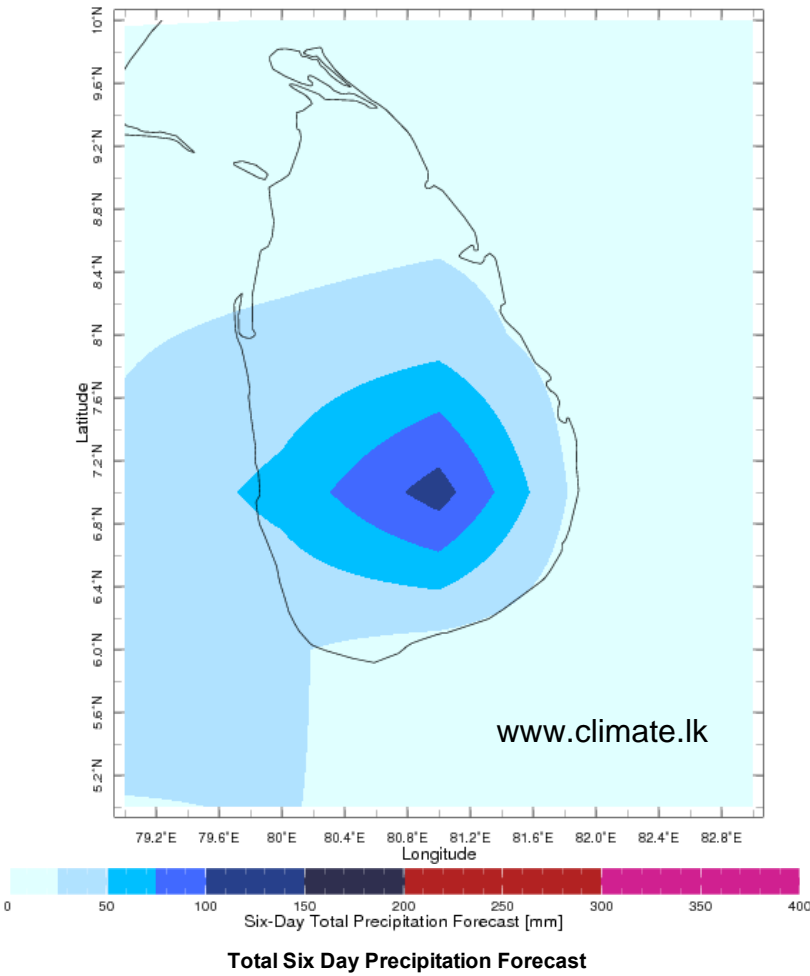 10°N
9.6°N
9.2°N
8.8°N
8.4°N
8°N
7.6°N
7.2°N
6.8°N
6.4°N
6.0°N
5.6°N
5.2°N
Latitude
www.climate.lk
79.2°E 79.6°E 80°E 80.4°E 80.8°E 81.2°E 81.6°E 82.0°E 82.4°E 82.8°E
Longitude
0 50 100 150 200 250 300 350 400
Six-Day Total Precipitation Forecast [mm]
Total Six Day Precipitation Forecast